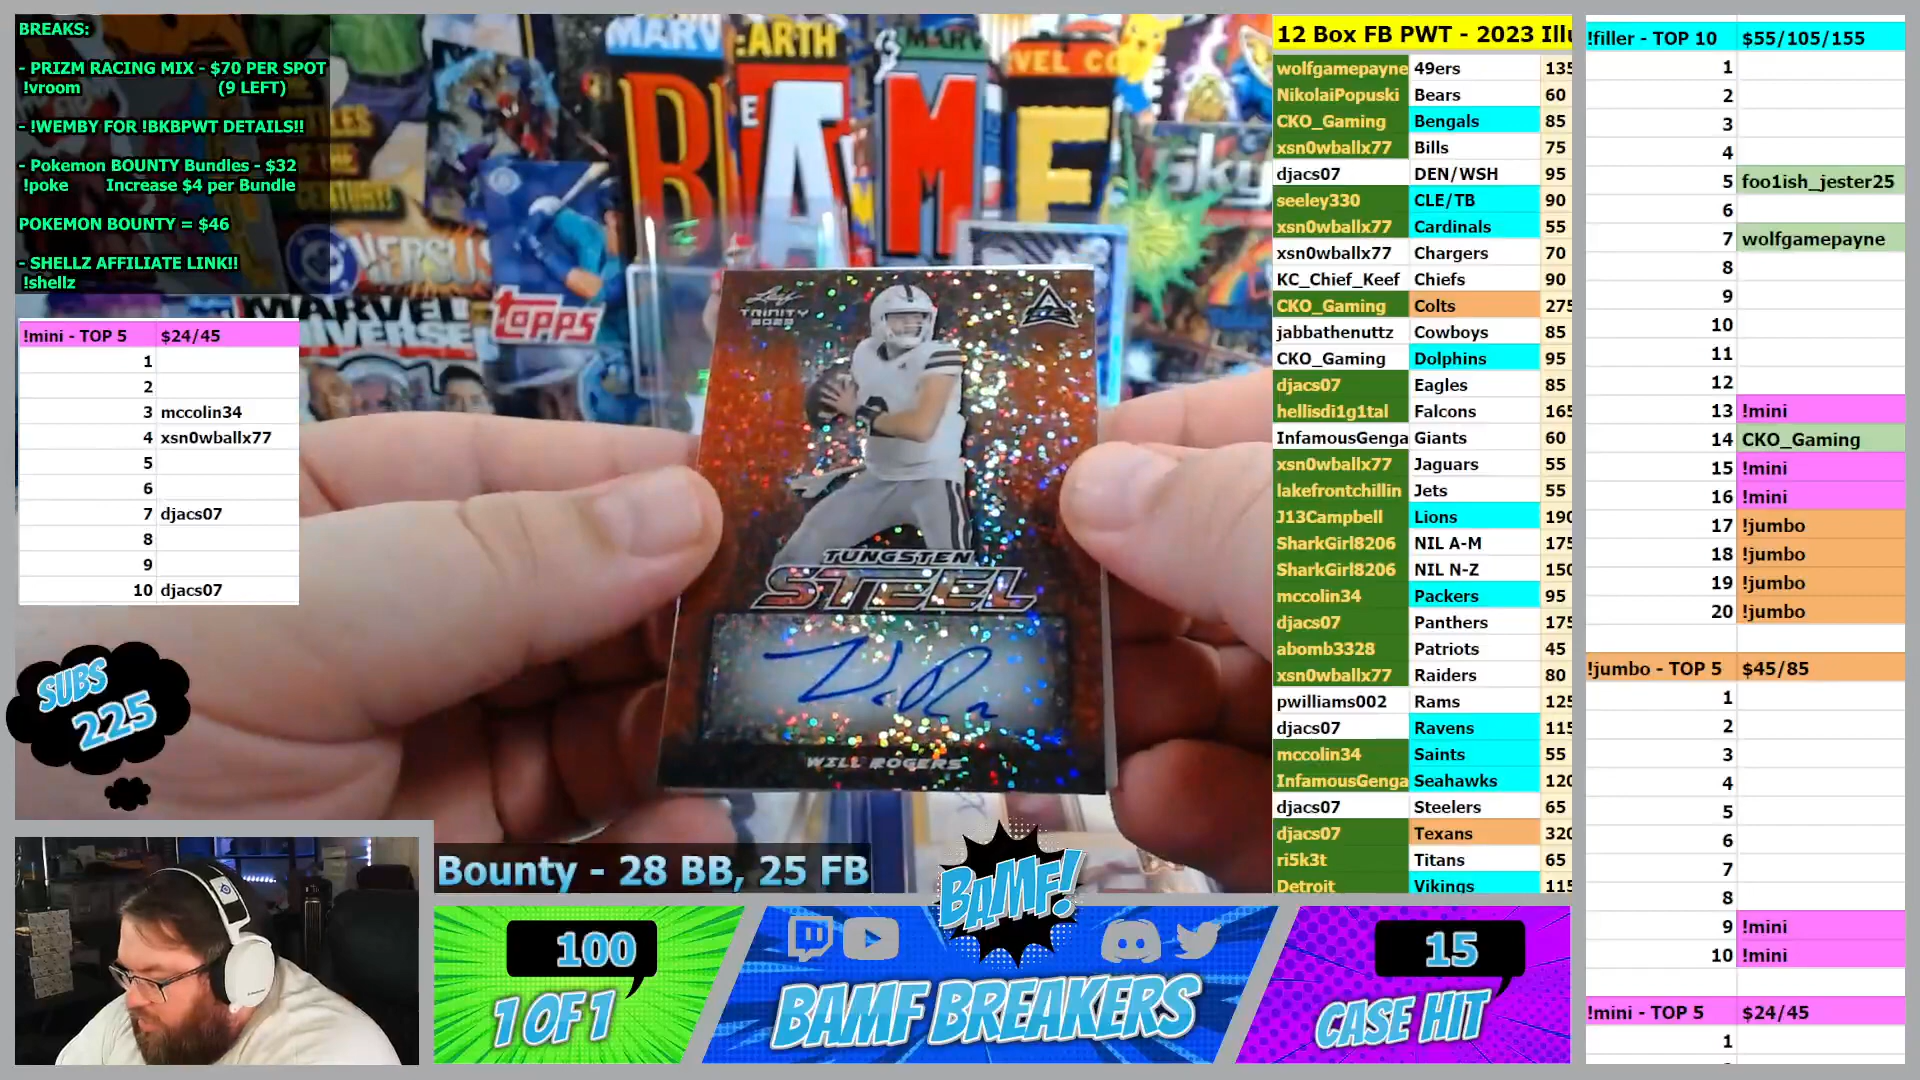 BREAKS:
- PRIZM RACING MIX - $70 PER SPOT
!vroom (9 LEFT)
- !WEMBY FOR !BKBPWT DETAILS!!
- Pokemon BOUNTY Bundles - $32
!poke Increase $4 per Bundle
POKEMON BOUNTY = $46
- SHELLZ AFFILIATE LINK!!
!shellz
!mini - TOP 5 $24/45
1
2
3 mccolin34
4 xsn0wballx77
5
6
7 djacs07
8
9
10 djacs07
SUBS
225
MARV EARTH MARV VEL
BAMF
VERSUS
MARVEL
UNIVERSE
topps
Sky
Leaf
TRINITY
2023
TUNGSTEN
STEEL
WILL ROGERS
Bounty - 28 BB, 25 FB
BAMF!
100
1 OF 1
BAMF BREAKERS
15
CASE HIT
12 Box FB PWT - 2023 Illu
wolfgamepayne 49ers 135
NikolaiPopuski Bears 60
CKO_Gaming Bengals 85
xsn0wballx77 Bills 75
djacs07 DEN/WSH 95
seeley330 CLE/TB 90
xsn0wballx77 Cardinals 55
xsn0wballx77 Chargers 70
KC_Chief_Keef Chiefs 90
CKO_Gaming Colts 275
jabbathenuttz Cowboys 85
CKO_Gaming Dolphins 95
djacs07 Eagles 85
hellisdi1g1tal Falcons 165
InfamousGenga Giants 60
xsn0wballx77 Jaguars 55
lakefrontchillin Jets 55
J13Campbell Lions 190
SharkGirl8206 NIL A-M 175
SharkGirl8206 NIL N-Z 150
mccolin34 Packers 95
djacs07 Panthers 175
abomb3328 Patriots 45
xsn0wballx77 Raiders 80
pwilliams002 Rams 125
djacs07 Ravens 115
mccolin34 Saints 55
InfamousGenga Seahawks 120
djacs07 Steelers 65
djacs07 Texans 320
ri5k3t Titans 65
Detroit Vikings 115
!filler - TOP 10 $55/105/155
1
2
3
4
5 foo1ish_jester25
6
7 wolfgamepayne
8
9
10
11
12
13 !mini
14 CKO_Gaming
15 !mini
16 !mini
17 !jumbo
18 !jumbo
19 !jumbo
20 !jumbo
!jumbo - TOP 5 $45/85
1
2
3
4
5
6
7
8
9 !mini
10 !mini
!mini - TOP 5 $24/45
1